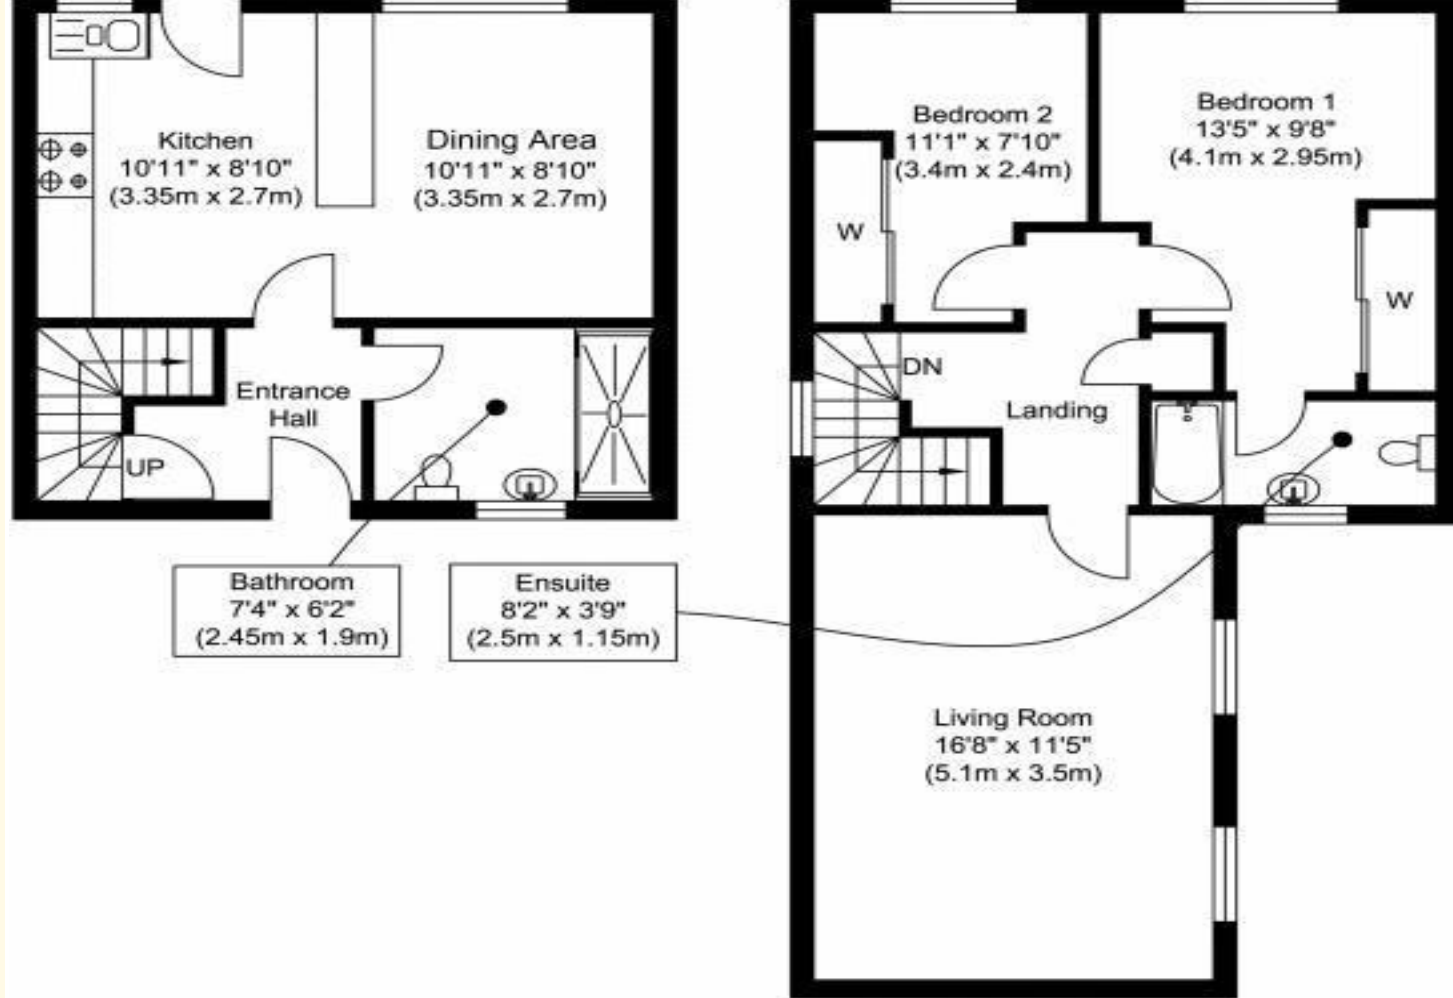 Kitchen
10'11" x 8'10"
(3.35m x 2.7m)
Dining Area
10'11" x 8'10"
(3.35m x 2.7m)
Entrance
Hall
UP
Bathroom
7'4" x 6'2"
(2.45m x 1.9m)
Ensuite
8'2" x 3'9"
(2.5m x 1.15m)
Bedroom 2
11'1" x 7'10"
(3.4m x 2.4m)
W
Bedroom 1
13'5" x 9'8"
(4.1m x 2.95m)
W
DN
Landing
Living Room
16'8" x 11'5"
(5.1m x 3.5m)